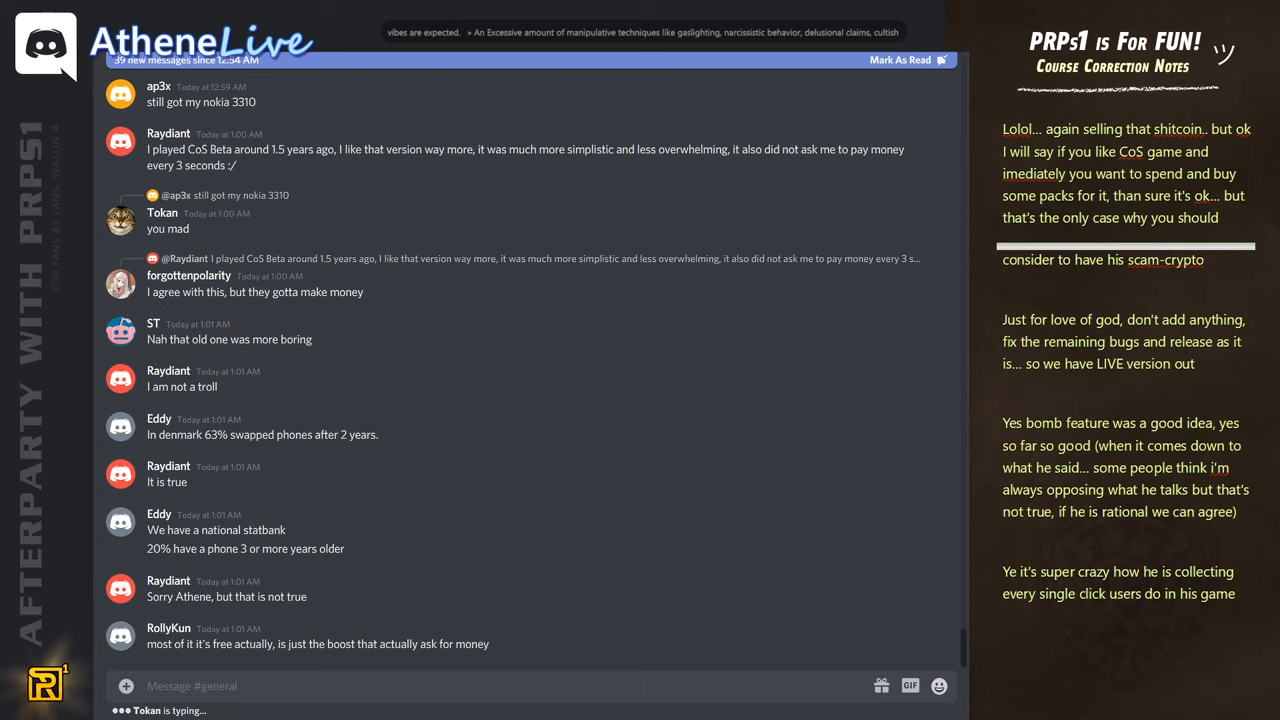 AtheneLive
vibes are expected.   » An Excessive amount of manipulative techniques like gaslighting, narcissistic behavior, delusional claims, cultish
39 new messages since 12:54 AM
Mark As Read
ap3x Today at 12:59 AM
still got my nokia 3310
Raydiant Today at 1:00 AM
I played CoS Beta around 1.5 years ago, I like that version way more, it was much more simplistic and less overwhelming, it also did not ask me to pay money
every 3 seconds :/
@ap3x still got my nokia 3310
Tokan Today at 1:00 AM
you mad
@Raydiant I played CoS Beta around 1.5 years ago, I like that version way more, it was much more simplistic and less overwhelming, it also did not ask me to pay money every 3 s...
forgottenpolarity Today at 1:00 AM
I agree with this, but they gotta make money
ST Today at 1:01 AM
Nah that old one was more boring
Raydiant Today at 1:01 AM
I am not a troll
Eddy Today at 1:01 AM
In denmark 63% swapped phones after 2 years.
Raydiant Today at 1:01 AM
It is true
Eddy Today at 1:01 AM
We have a national statbank
20% have a phone 3 or more years older
Raydiant Today at 1:01 AM
Sorry Athene, but that is not true
RollyKun Today at 1:01 AM
most of it it's free actually, is just the boost that actually ask for money
Message #general
GIF
Tokan is typing...
AFTERPARTY WITH PRPS1
FOR FANS BY FANS, SEASON 4
R1
PRPs1 is For FUN! ツ
Course Correction Notes
Lolol... again selling that shitcoin.. but ok
I will say if you like CoS game and
imediately you want to spend and buy
some packs for it, than sure it's ok... but
that's the only case why you should
consider to have his scam-crypto
Just for love of god, don't add anything,
fix the remaining bugs and release as it
is... so we have LIVE version out
Yes bomb feature was a good idea, yes
so far so good (when it comes down to
what he said... some people think i'm
always opposing what he talks but that's
not true, if he is rational we can agree)
Ye it's super crazy how he is collecting
every single click users do in his game